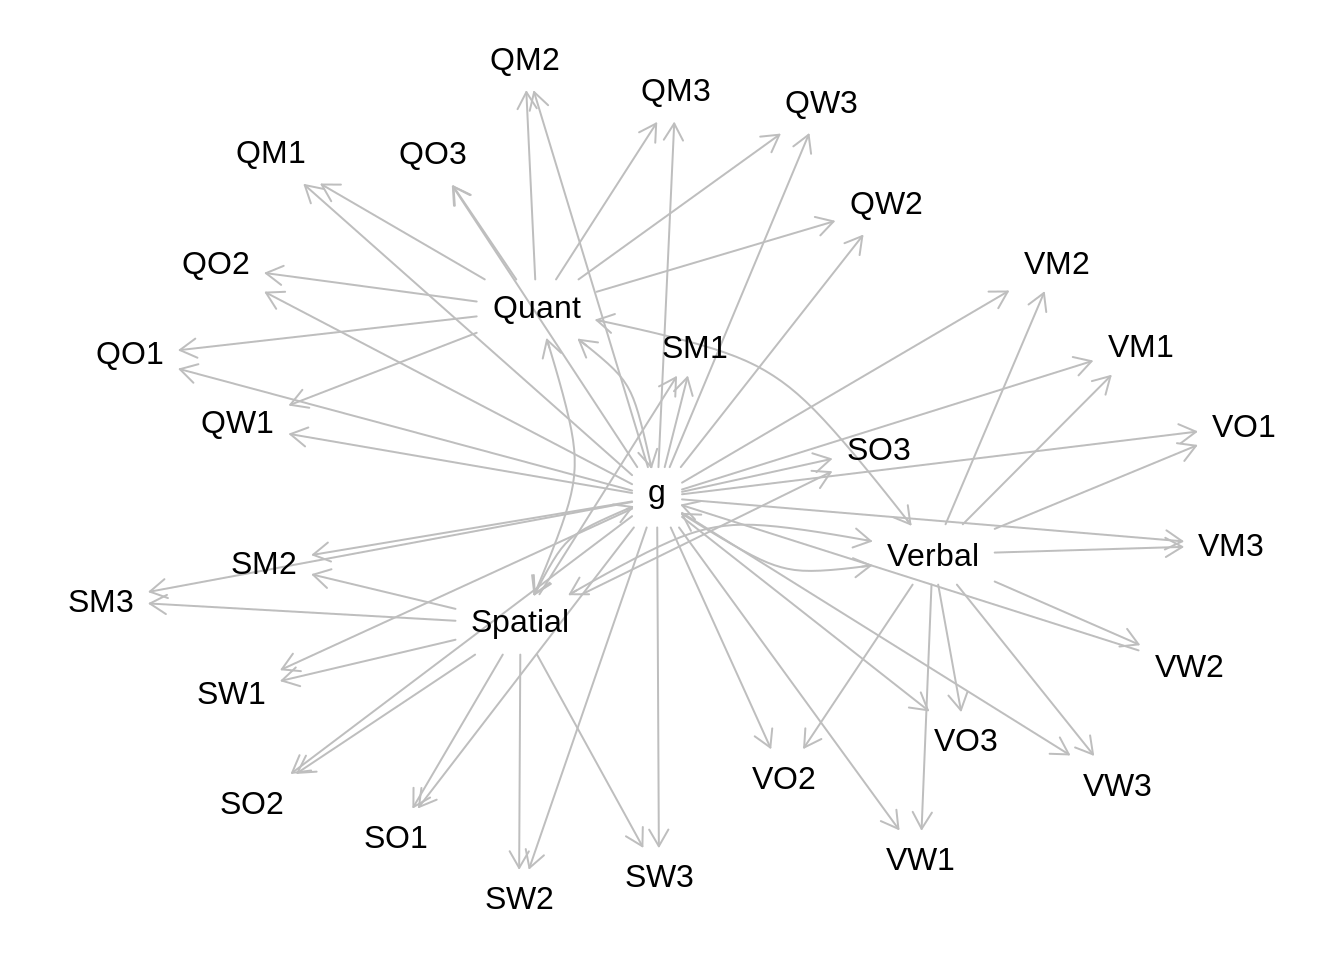 QM2
QM3
QW3
QM1
QO3
QW2
QO2
VM2
Quant
SM1
VM1
QO1
QW1
VO1
SO3
g
VM3
Verbal
SM2
SM3
Spatial
VW2
SW1
VO3
VO2
VW3
SO2
SO1
VW1
SW3
SW2